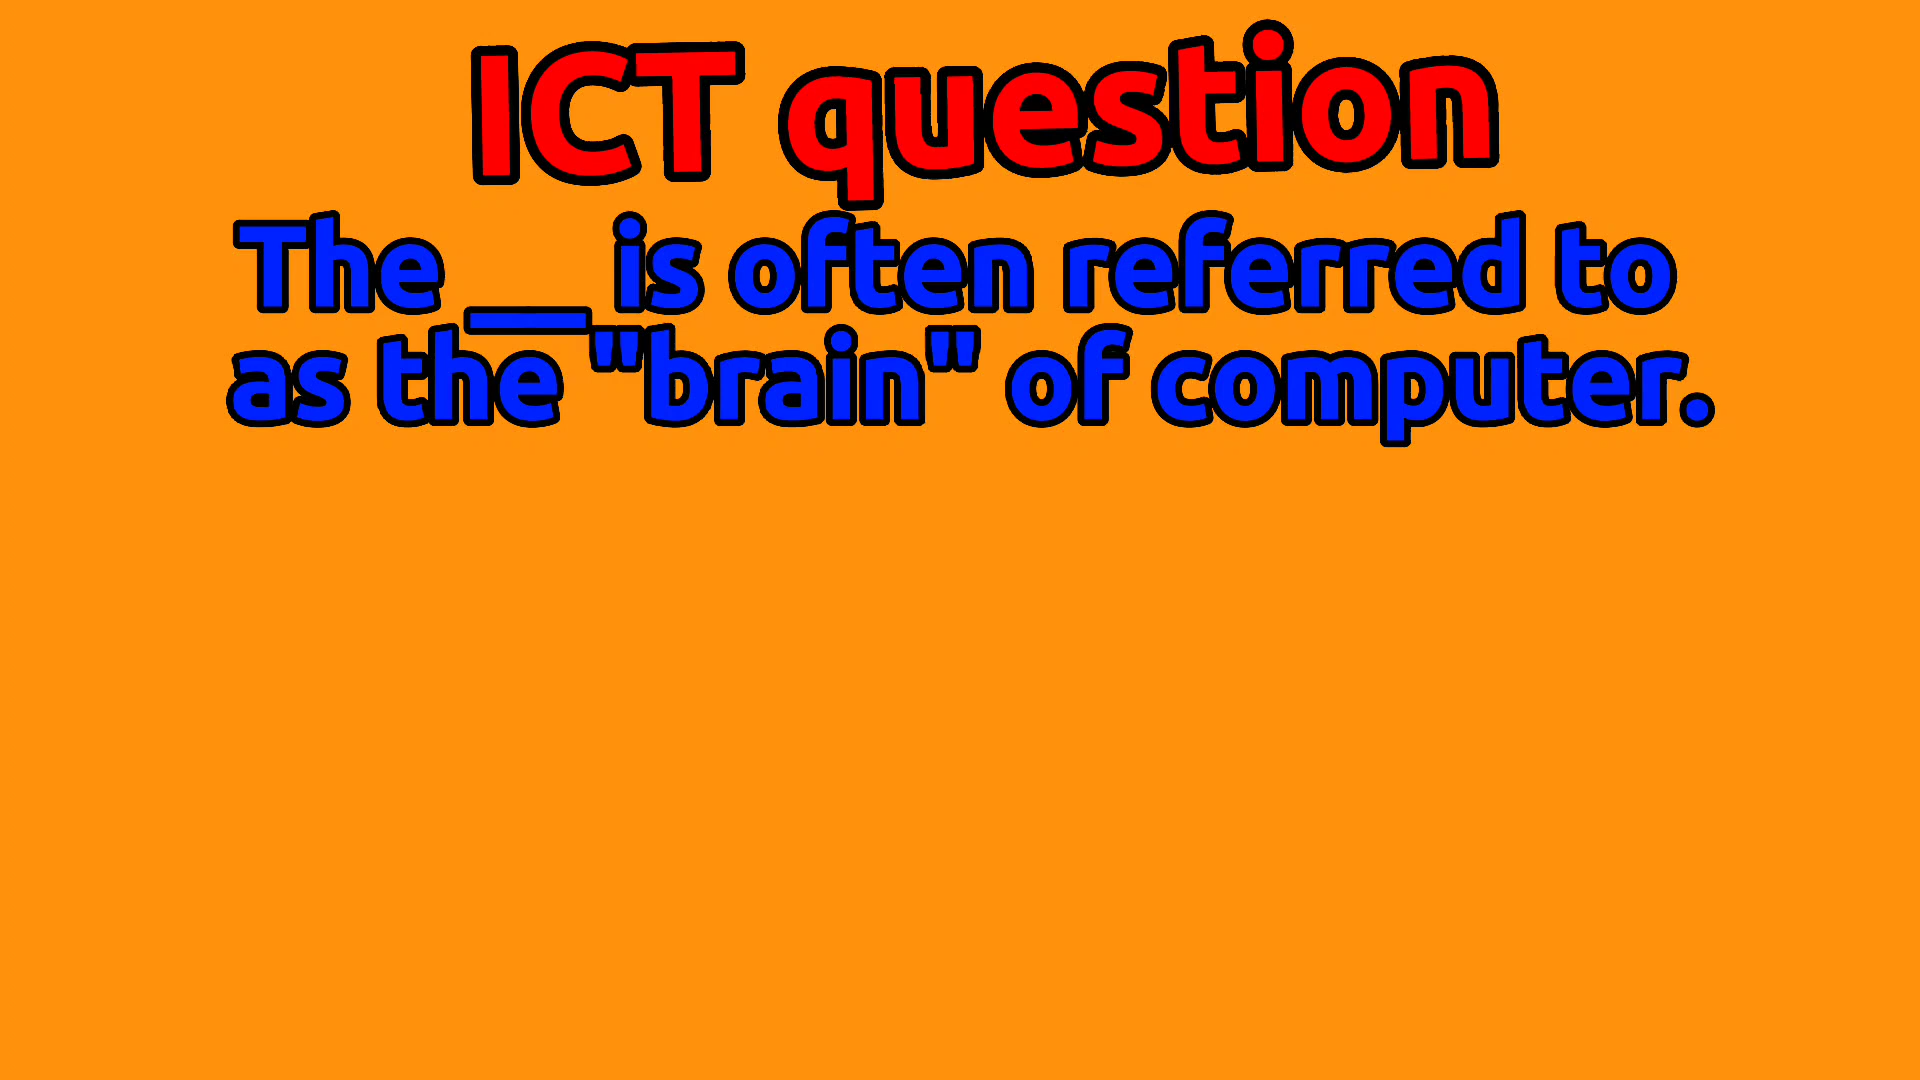 ICT question
The __ is often referred to
as the "brain" of computer.